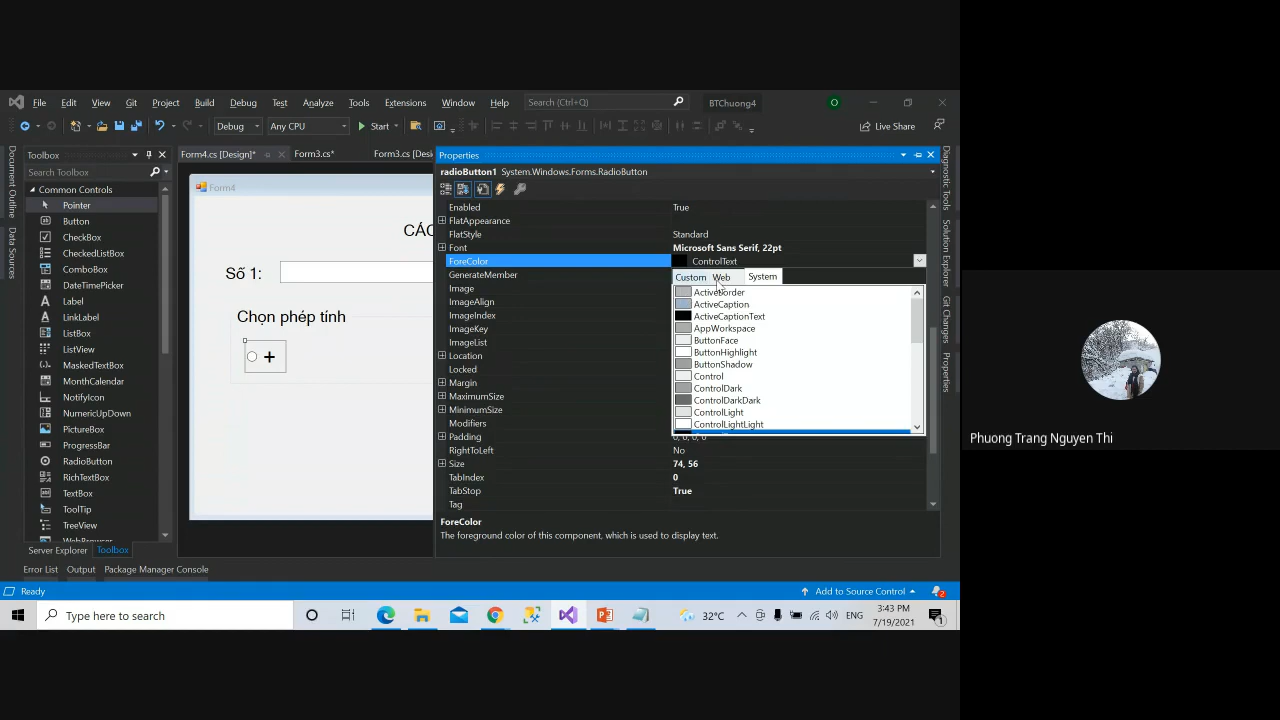 File Edit View Git Project Build Debug Test Analyze Tools Extensions Window Help Search (Ctrl+Q) BTChuong4 O
Debug Any CPU Start Live Share
Document Outline
Data Sources
Toolbox
Search Toolbox
Common Controls
Pointer
Button
CheckBox
CheckedListBox
ComboBox
DateTimePicker
Label
LinkLabel
ListBox
ListView
MaskedTextBox
MonthCalendar
NotifyIcon
NumericUpDown
PictureBox
ProgressBar
RadioButton
RichTextBox
TextBox
ToolTip
TreeView
WebBrowser
Server Explorer Toolbox
Form4.cs [Design]* Form3.cs* Form3.cs [Desi
Form4
CÁC
Số 1:
Chọn phép tính
+
Properties
radioButton1 System.Windows.Forms.RadioButton
Enabled True
FlatAppearance
FlatStyle Standard
Font Microsoft Sans Serif, 22pt
ForeColor ControlText
GenerateMember
Image
ImageAlign
ImageIndex
ImageKey
ImageList
Location
Locked
Margin
MaximumSize
MinimumSize
Modifiers
Padding 0, 0, 0, 0
RightToLeft No
Size 74, 56
TabIndex 0
TabStop True
Tag
Custom Web System
ActiveBorder
ActiveCaption
ActiveCaptionText
AppWorkspace
ButtonFace
ButtonHighlight
ButtonShadow
Control
ControlDark
ControlDarkDark
ControlLight
ControlLightLight
ForeColor
The foreground color of this component, which is used to display text.
Diagnostic Tools
Solution Explorer
Git Changes
Properties
Error List Output Package Manager Console
Ready Add to Source Control 2
Type here to search 32°C ENG 3:43 PM
7/19/2021 1
Phuong Trang Nguyen Thi